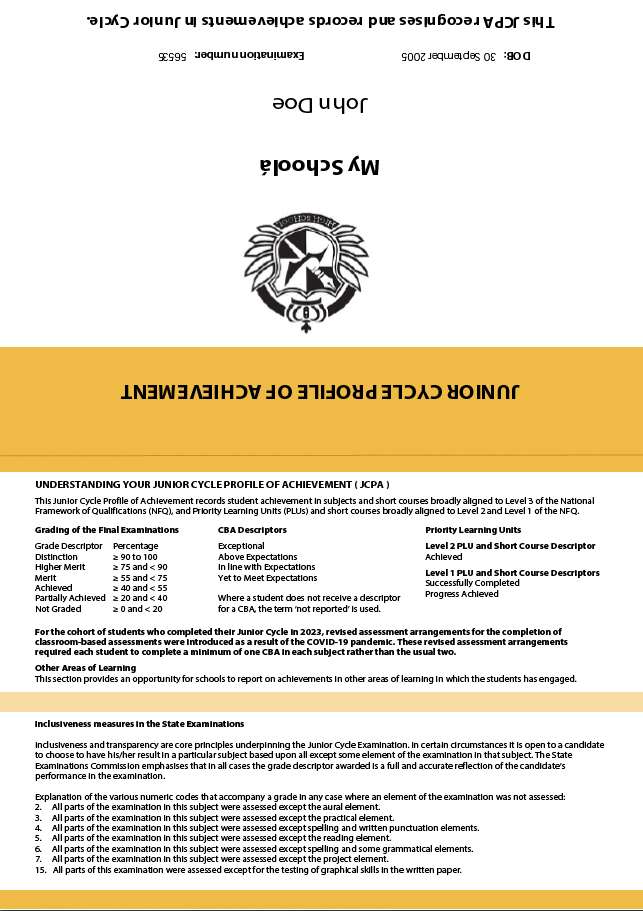 JUNIOR CYCLE PROFILE OF ACHIEVEMENT
HIGH SCHOOL
My Schoolá
John Doe
DOB: 30 September 2005 Examination number: 56535
This JCPA recognises and records achievements in Junior Cycle.
UNDERSTANDING YOUR JUNIOR CYCLE PROFILE OF ACHIEVEMENT ( JCPA )
This Junior Cycle Profile of Achievement records student achievement in subjects and short courses broadly aligned to Level 3 of the National
Framework of Qualifications (NFQ), and Priority Learning Units (PLUs) and short courses broadly aligned to Level 2 and Level 1 of the NFQ.
Grading of the Final Examinations
Grade Descriptor Percentage
Distinction ≥ 90 to 100
Higher Merit ≥ 75 and < 90
Merit ≥ 55 and < 75
Achieved ≥ 40 and < 55
Partially Achieved ≥ 20 and < 40
Not Graded ≥ 0 and < 20
CBA Descriptors
Exceptional
Above Expectations
In line with Expectations
Yet to Meet Expectations
Where a student does not receive a descriptor
for a CBA, the term 'not reported' is used.
Priority Learning Units
Level 2 PLU and Short Course Descriptor
Achieved
Level 1 PLU and Short Course Descriptors
Successfully Completed
Progress Achieved
For the cohort of students who completed their Junior Cycle in 2023, revised assessment arrangements for the completion of
classroom-based assessments were introduced as a result of the COVID-19 pandemic. These revised assessment arrangements
required each student to complete a minimum of one CBA in each subject rather than the usual two.
Other Areas of Learning
This section provides an opportunity for schools to report on achievements in other areas of learning in which the students has engaged.
Inclusiveness measures in the State Examinations
Inclusiveness and transparency are core principles underpinning the Junior Cycle Examination. In certain circumstances it is open to a candidate
to choose to have his/her result in a particular subject based upon all except some element of the examination in that subject. The State
Examinations Commission emphasises that in all cases the grade descriptor awarded is a full and accurate reflection of the candidate's
performance in the examination.
Explanation of the various numeric codes that accompany a grade in any case where an element of the examination was not assessed:
2. All parts of the examination in this subject were assessed except the aural element.
3. All parts of the examination in this subject were assessed except the practical element.
4. All parts of the examination in this subject were assessed except spelling and written punctuation elements.
5. All parts of the examination in this subject were assessed except the reading element.
6. All parts of the examination in this subject were assessed except spelling and some grammatical elements.
7. All parts of the examination in this subject were assessed except the project element.
15. All parts of this examination were assessed except for the testing of graphical skills in the written paper.